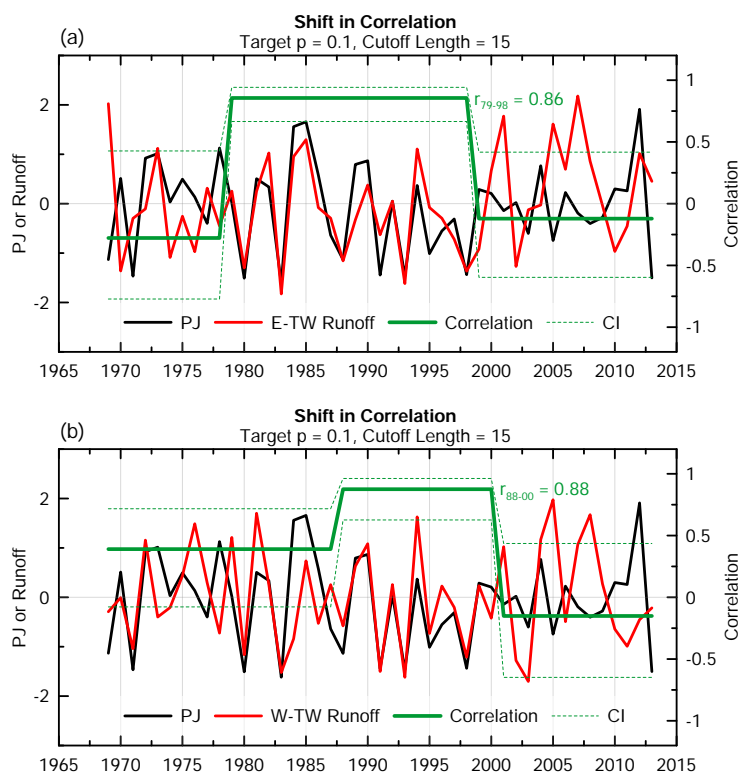 Shift in Correlation
(a)
Target p = 0.1, Cutoff Length = 15
PJ or Runoff
2
0
-2
r79-98 = 0.86
1
0.5
0
-0.5
-1
Correlation
PJ
E-TW Runoff
Correlation
CI
1965 1970 1975 1980 1985 1990 1995 2000 2005 2010 2015
Shift in Correlation
(b)
Target p = 0.1, Cutoff Length = 15
PJ or Runoff
2
0
-2
r88-00 = 0.88
1
0.5
0
-0.5
-1
Correlation
PJ
W-TW Runoff
Correlation
CI
1965 1970 1975 1980 1985 1990 1995 2000 2005 2010 2015